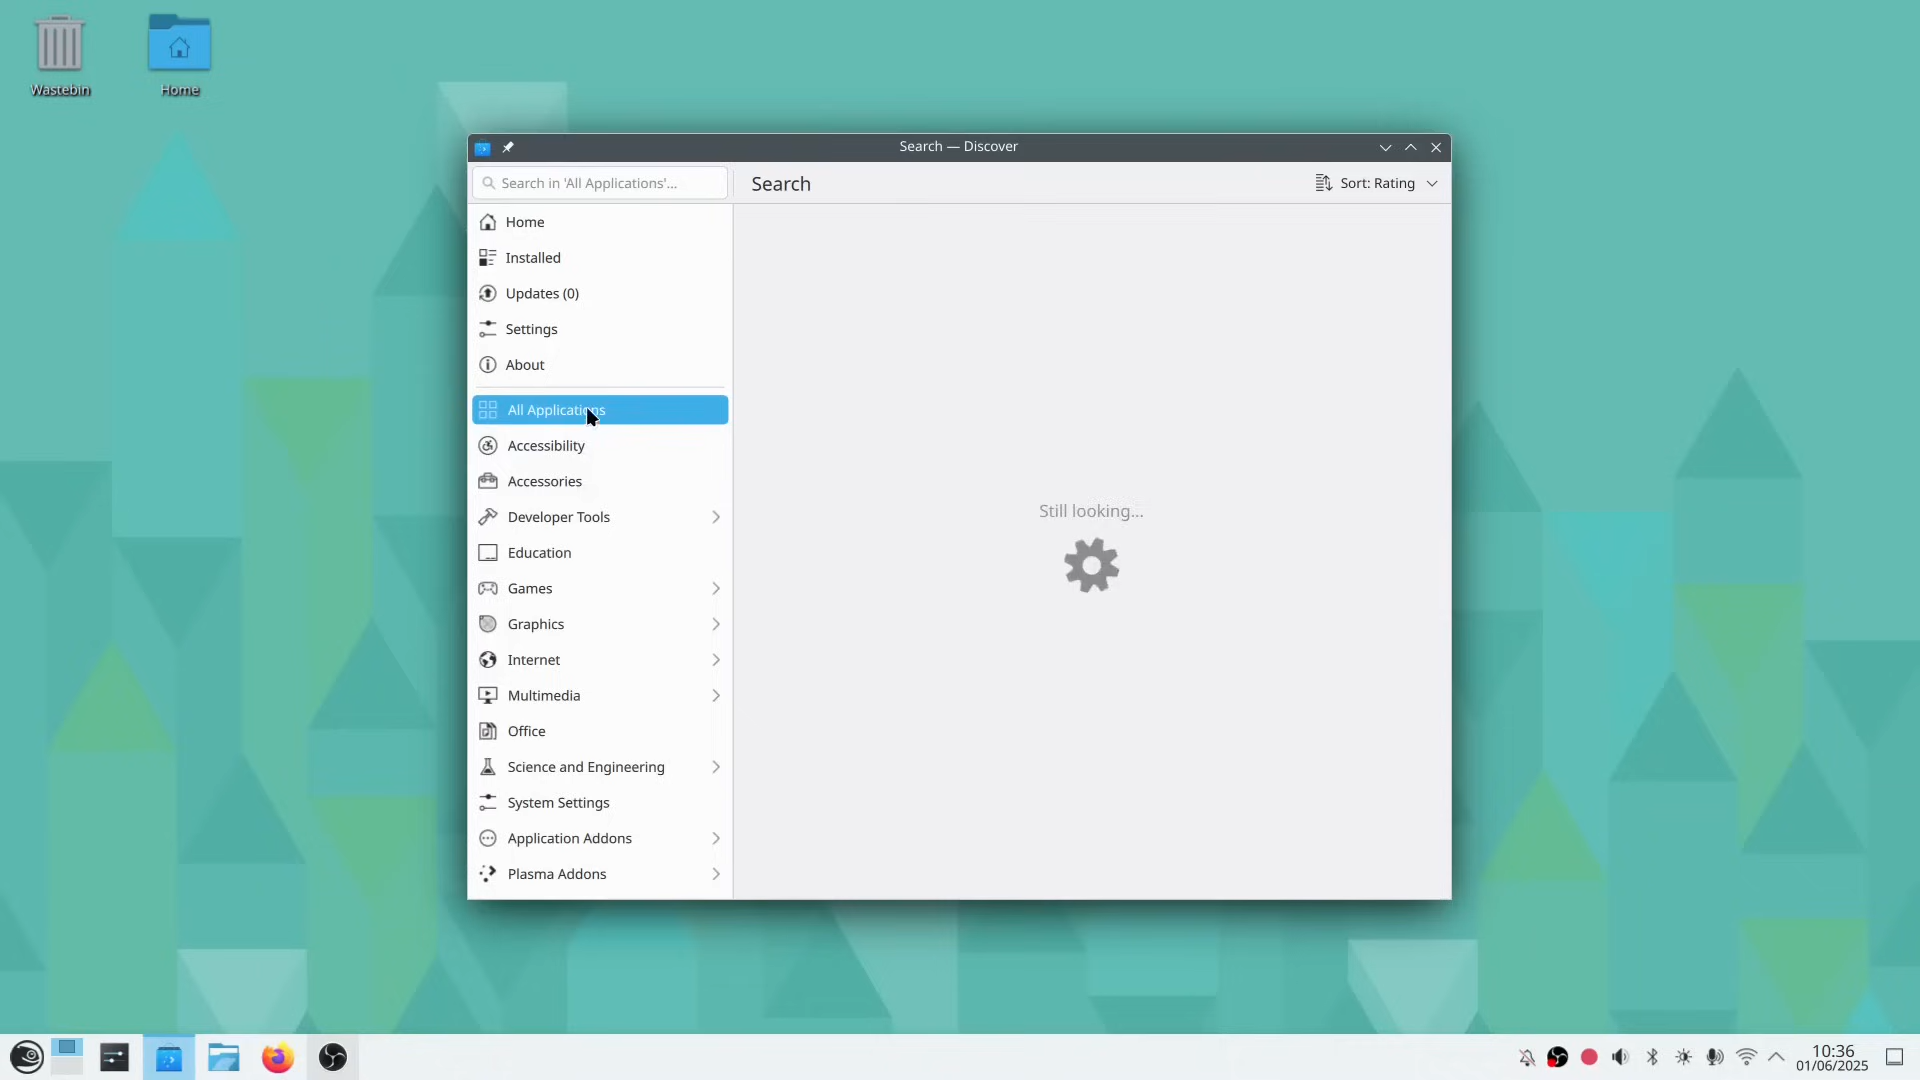 Wastebin
Home
Search — Discover
Search in 'All Applications'...
Search
Sort: Rating
Home
Installed
Updates (0)
Settings
About
All Applications
Accessibility
Accessories
Developer Tools
Education
Games
Graphics
Internet
Multimedia
Office
Science and Engineering
System Settings
Application Addons
Plasma Addons
Still looking...
10:36
01/06/2025